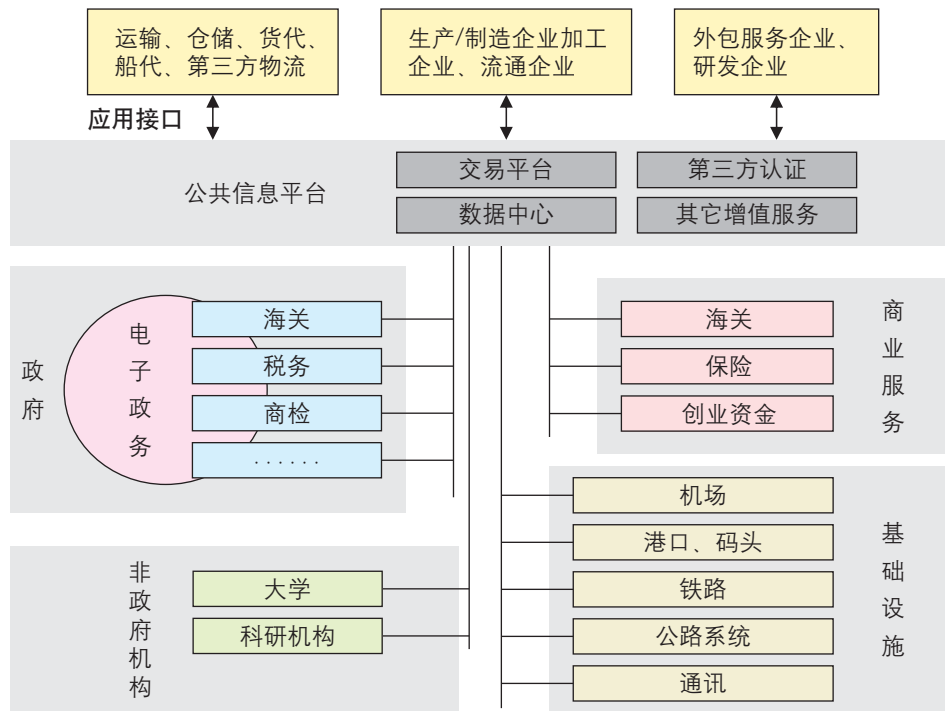 运输、仓储、货代、
船代、第三方物流
生产/制造企业加工
企业、流通企业
外包服务企业、
研发企业
应用接口
公共信息平台
交易平台
第三方认证
数据中心
其它增值服务
政府
电子政务
海关
税务
商检
······
商业服务
海关
保险
创业资金
非政府机构
大学
科研机构
基础设施
机场
港口、码头
铁路
公路系统
通讯